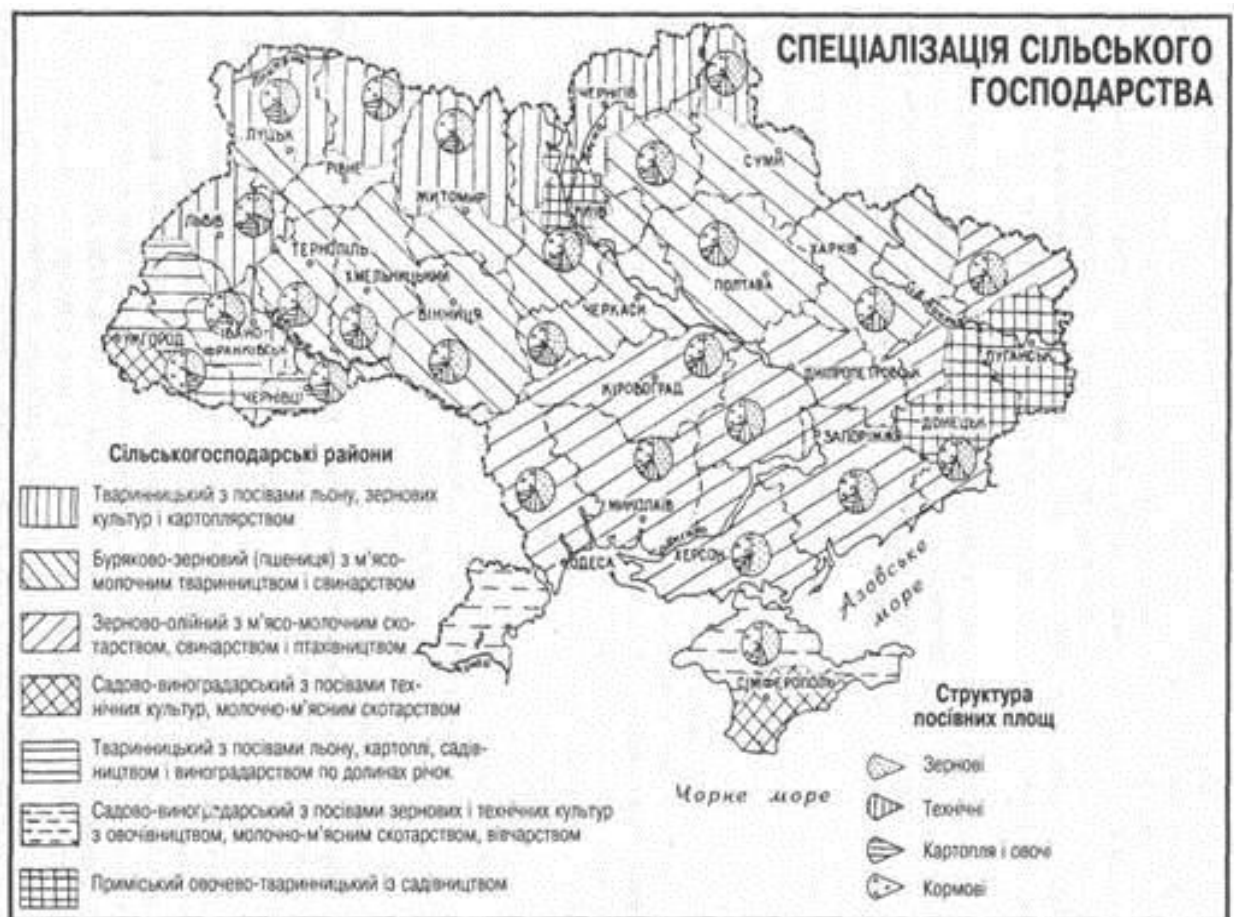 СПЕЦІАЛІЗАЦІЯ СІЛЬСЬКОГО
ГОСПОДАРСТВА
ЧЕРНІГІВ
ЛУЦЬК
РІВНЕ
СУМИ
ЖИТОМИР
КИЇВ
ЛЬВІВ
ТЕРНОПІЛЬ
ХАРКІВ
ХМЕЛЬНИЦЬКИЙ
ПОЛТАВА
ВІННИЦЯ
ЧЕРКАСИ
УЖГОРОД
ІВАНО-
ФРАНКІВСЬК
ЛУГАНСЬК
ЧЕРНІВЦІ
КІРОВОГРАД
ДНІПРОПЕТРОВСЬК
ДОНЕЦЬК
ЗАПОРІЖЖЯ
МИКОЛАЇВ
ОДЕСА
ХЕРСОН
Азовське
море
СІМФЕРОПОЛЬ
Чорне море
Сільськогосподарські райони
Тваринницький з посівами льону, зернових
культур і картоплярством
Буряково-зерновий (пшениця) з м'ясо-
молочним тваринництвом і свинарством
Зерново-олійний з м'ясо-молочним ско-
тарством, свинарством і птахівництвом
Садово-виноградарський з посівами тех-
нічних культур, молочно-м'ясним скотарством
Тваринницький з посівами льону, картоплі, садів-
ництвом і виноградарством по долинах річок
Садово-виноградарський з посівами зернових і технічних культур
з овочівництвом, молочно-м'ясним скотарством, вівчарством
Приміський овочево-тваринницький із садівництвом
Структура
посівних площ
Зернові
Технічні
Картопля і овочі
Кормові